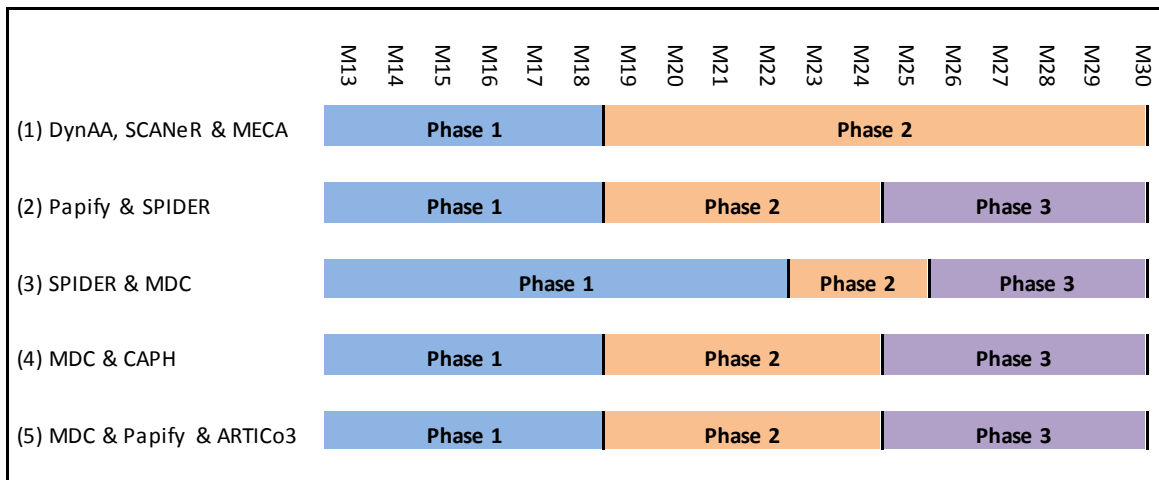 M13 M14 M15 M16 M17 M18 M19 M20 M21 M22 M23 M24 M25 M26 M27 M28 M29 M30
(1) DynAA, SCANeR & MECA Phase 1 Phase 2
(2) Papify & SPIDER Phase 1 Phase 2 Phase 3
(3) SPIDER & MDC Phase 1 Phase 2 Phase 3
(4) MDC & CAPH Phase 1 Phase 2 Phase 3
(5) MDC & Papify & ARTICo3 Phase 1 Phase 2 Phase 3